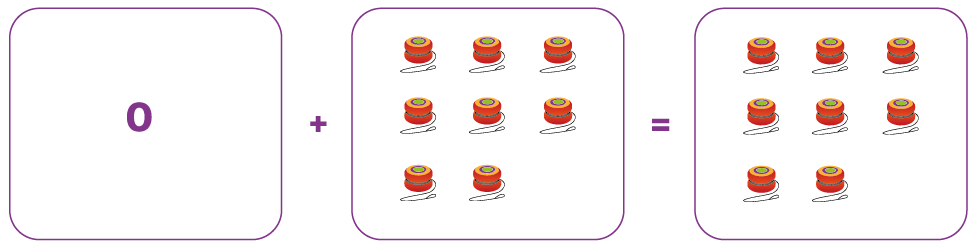 0 + =